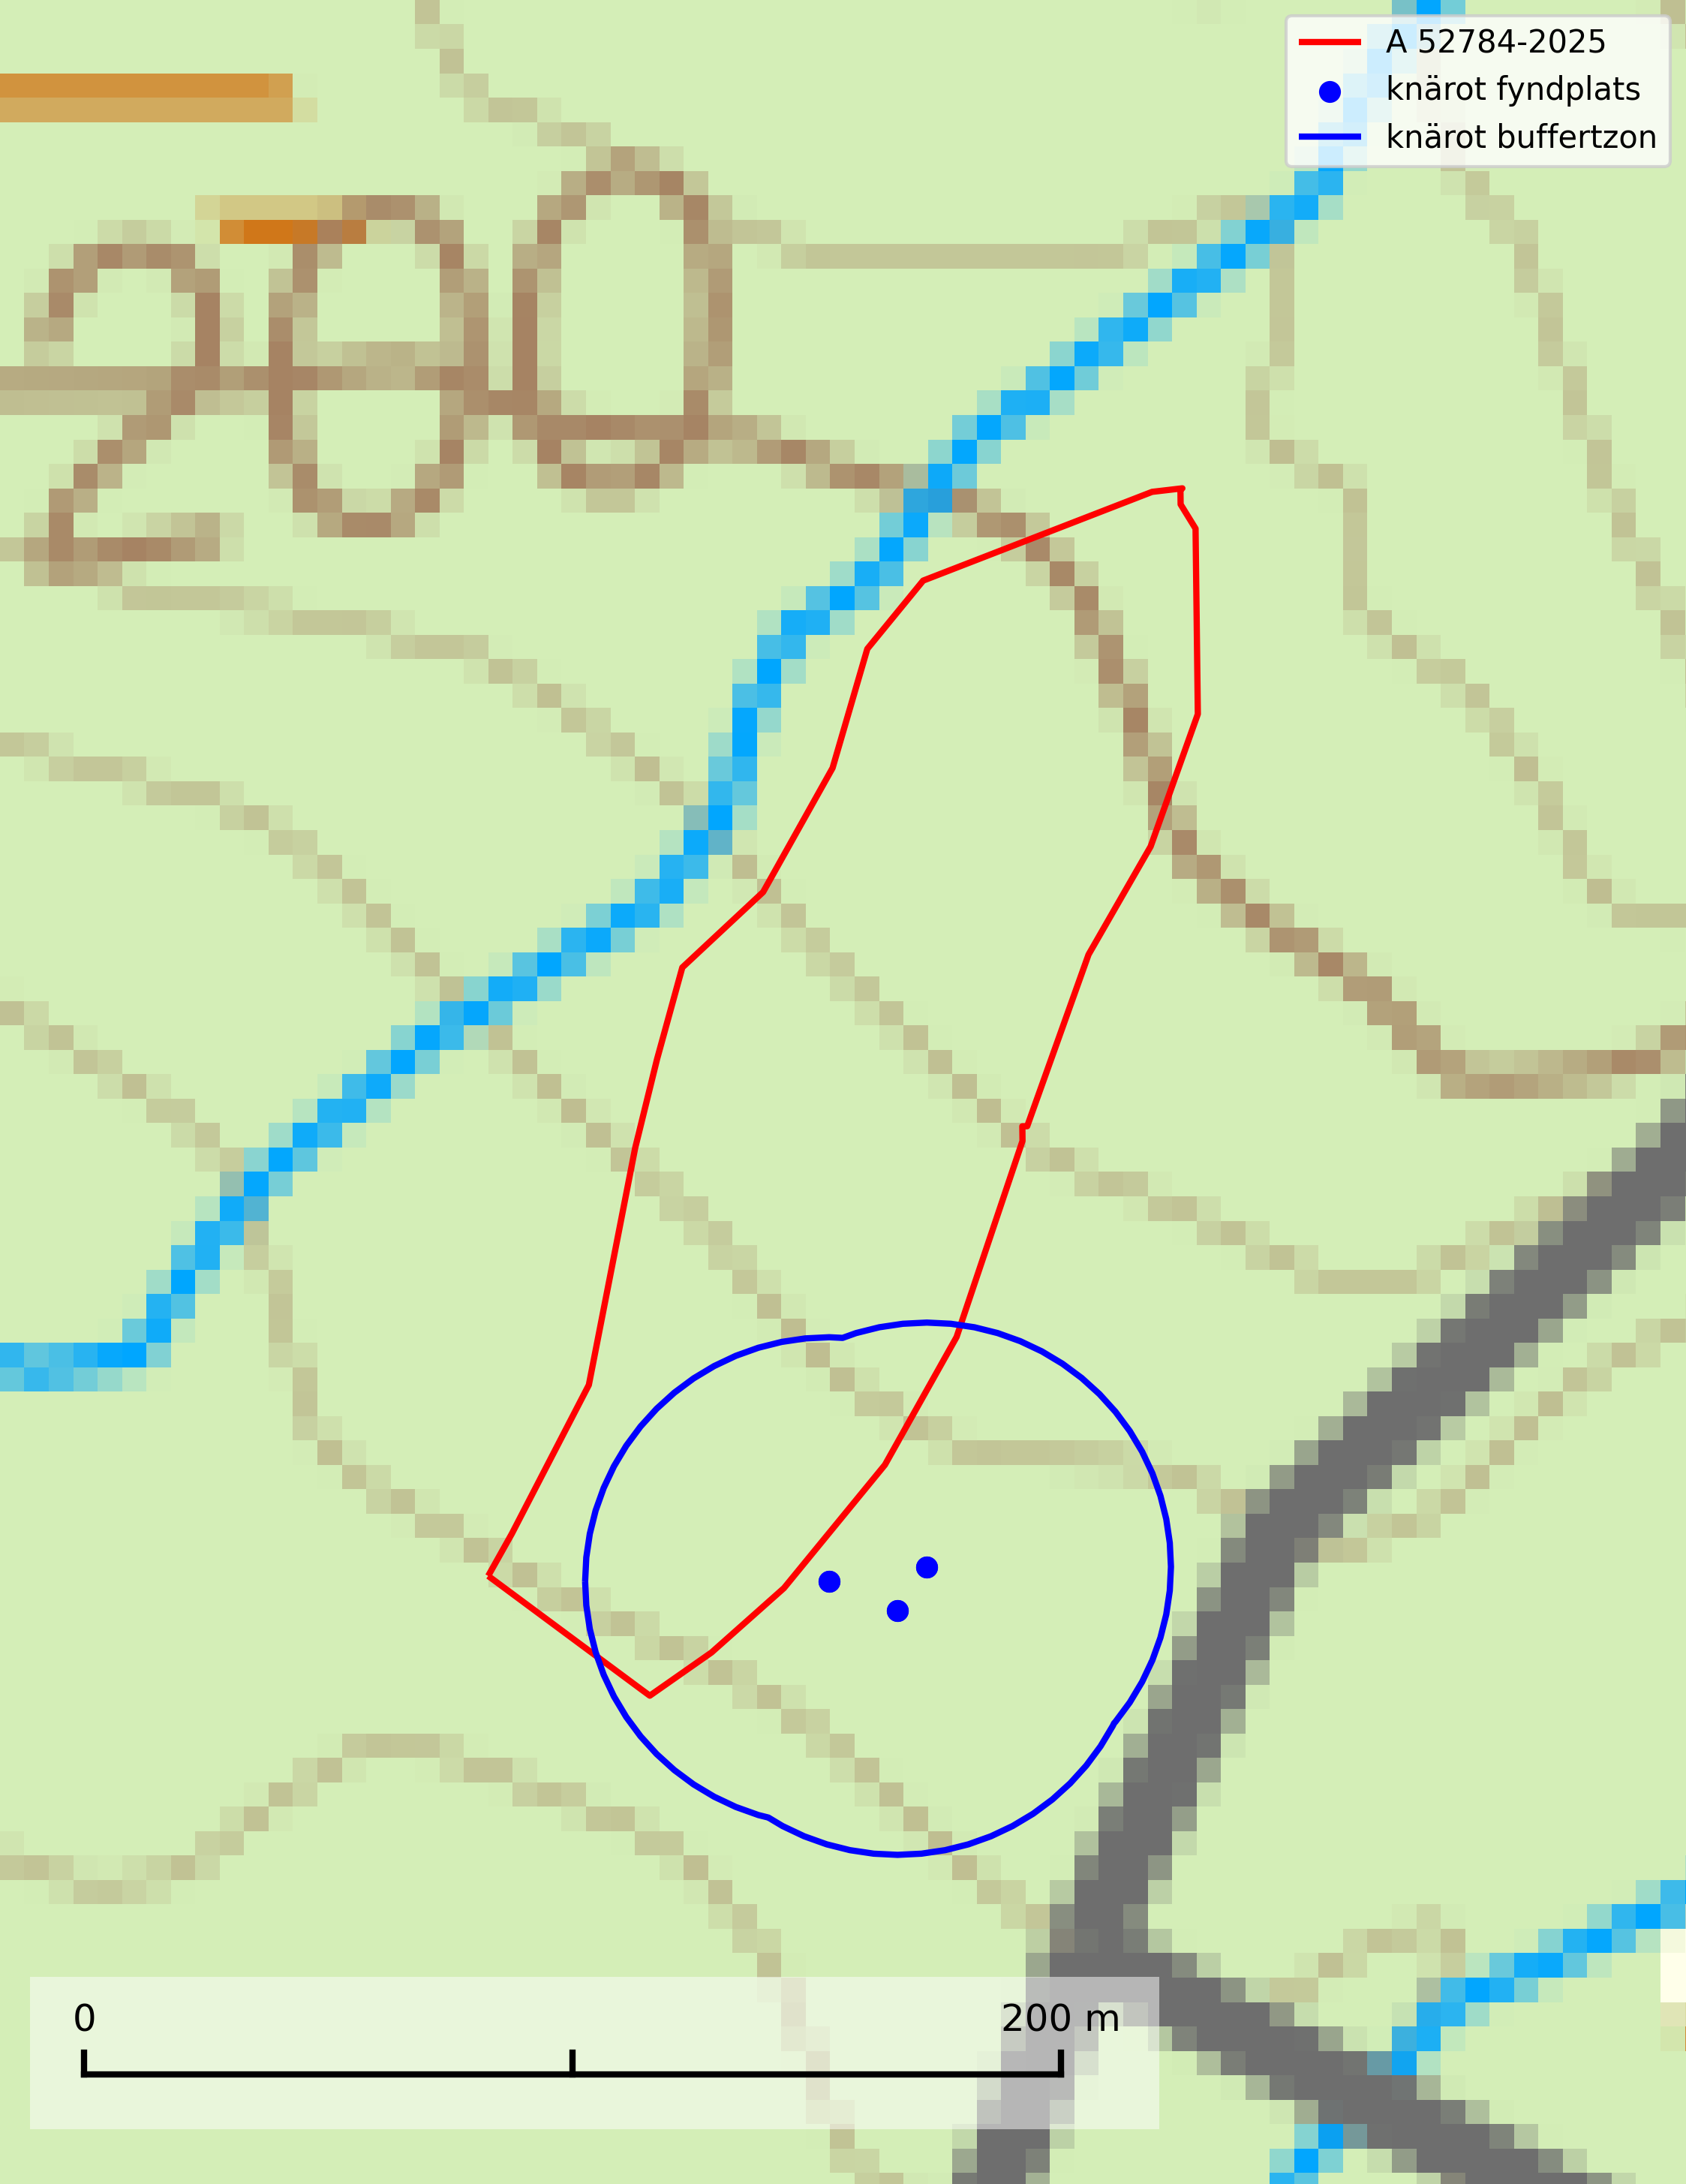 A 52784-2025
knärot fyndplats
knärot buffertzon
0 200 m